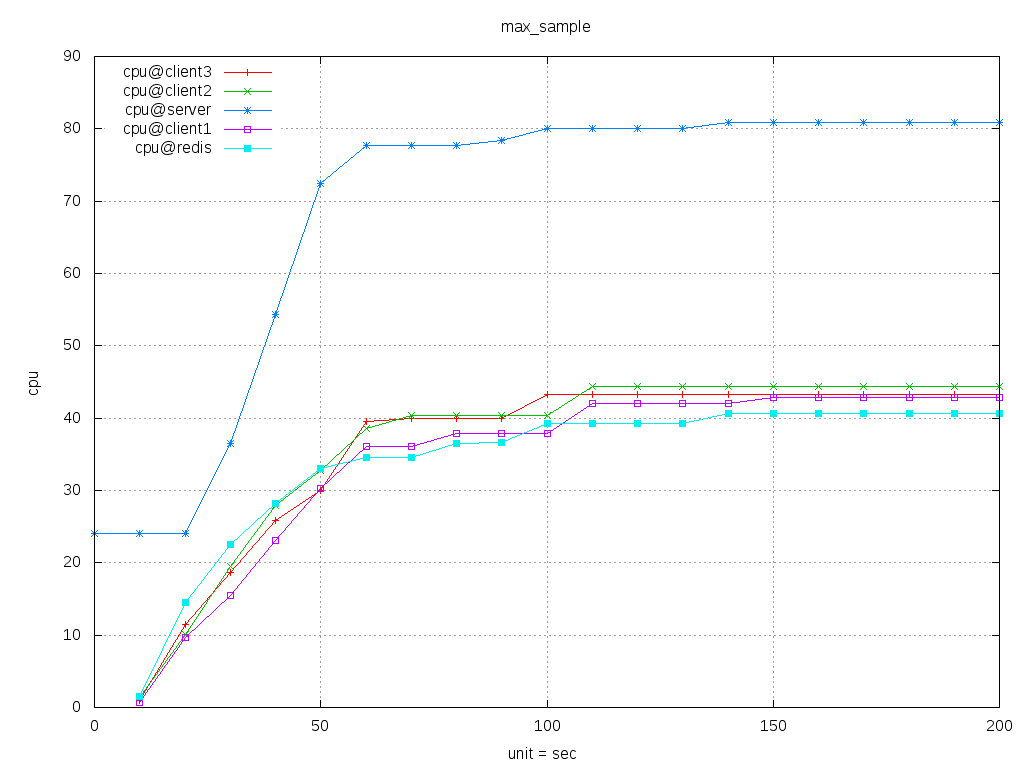 max_sample
90
80
70
60
50
40
30
20
10
0
cpu
cpu@client3
cpu@client2
cpu@server
cpu@client1
cpu@redis
0 50 100 150 200
unit = sec